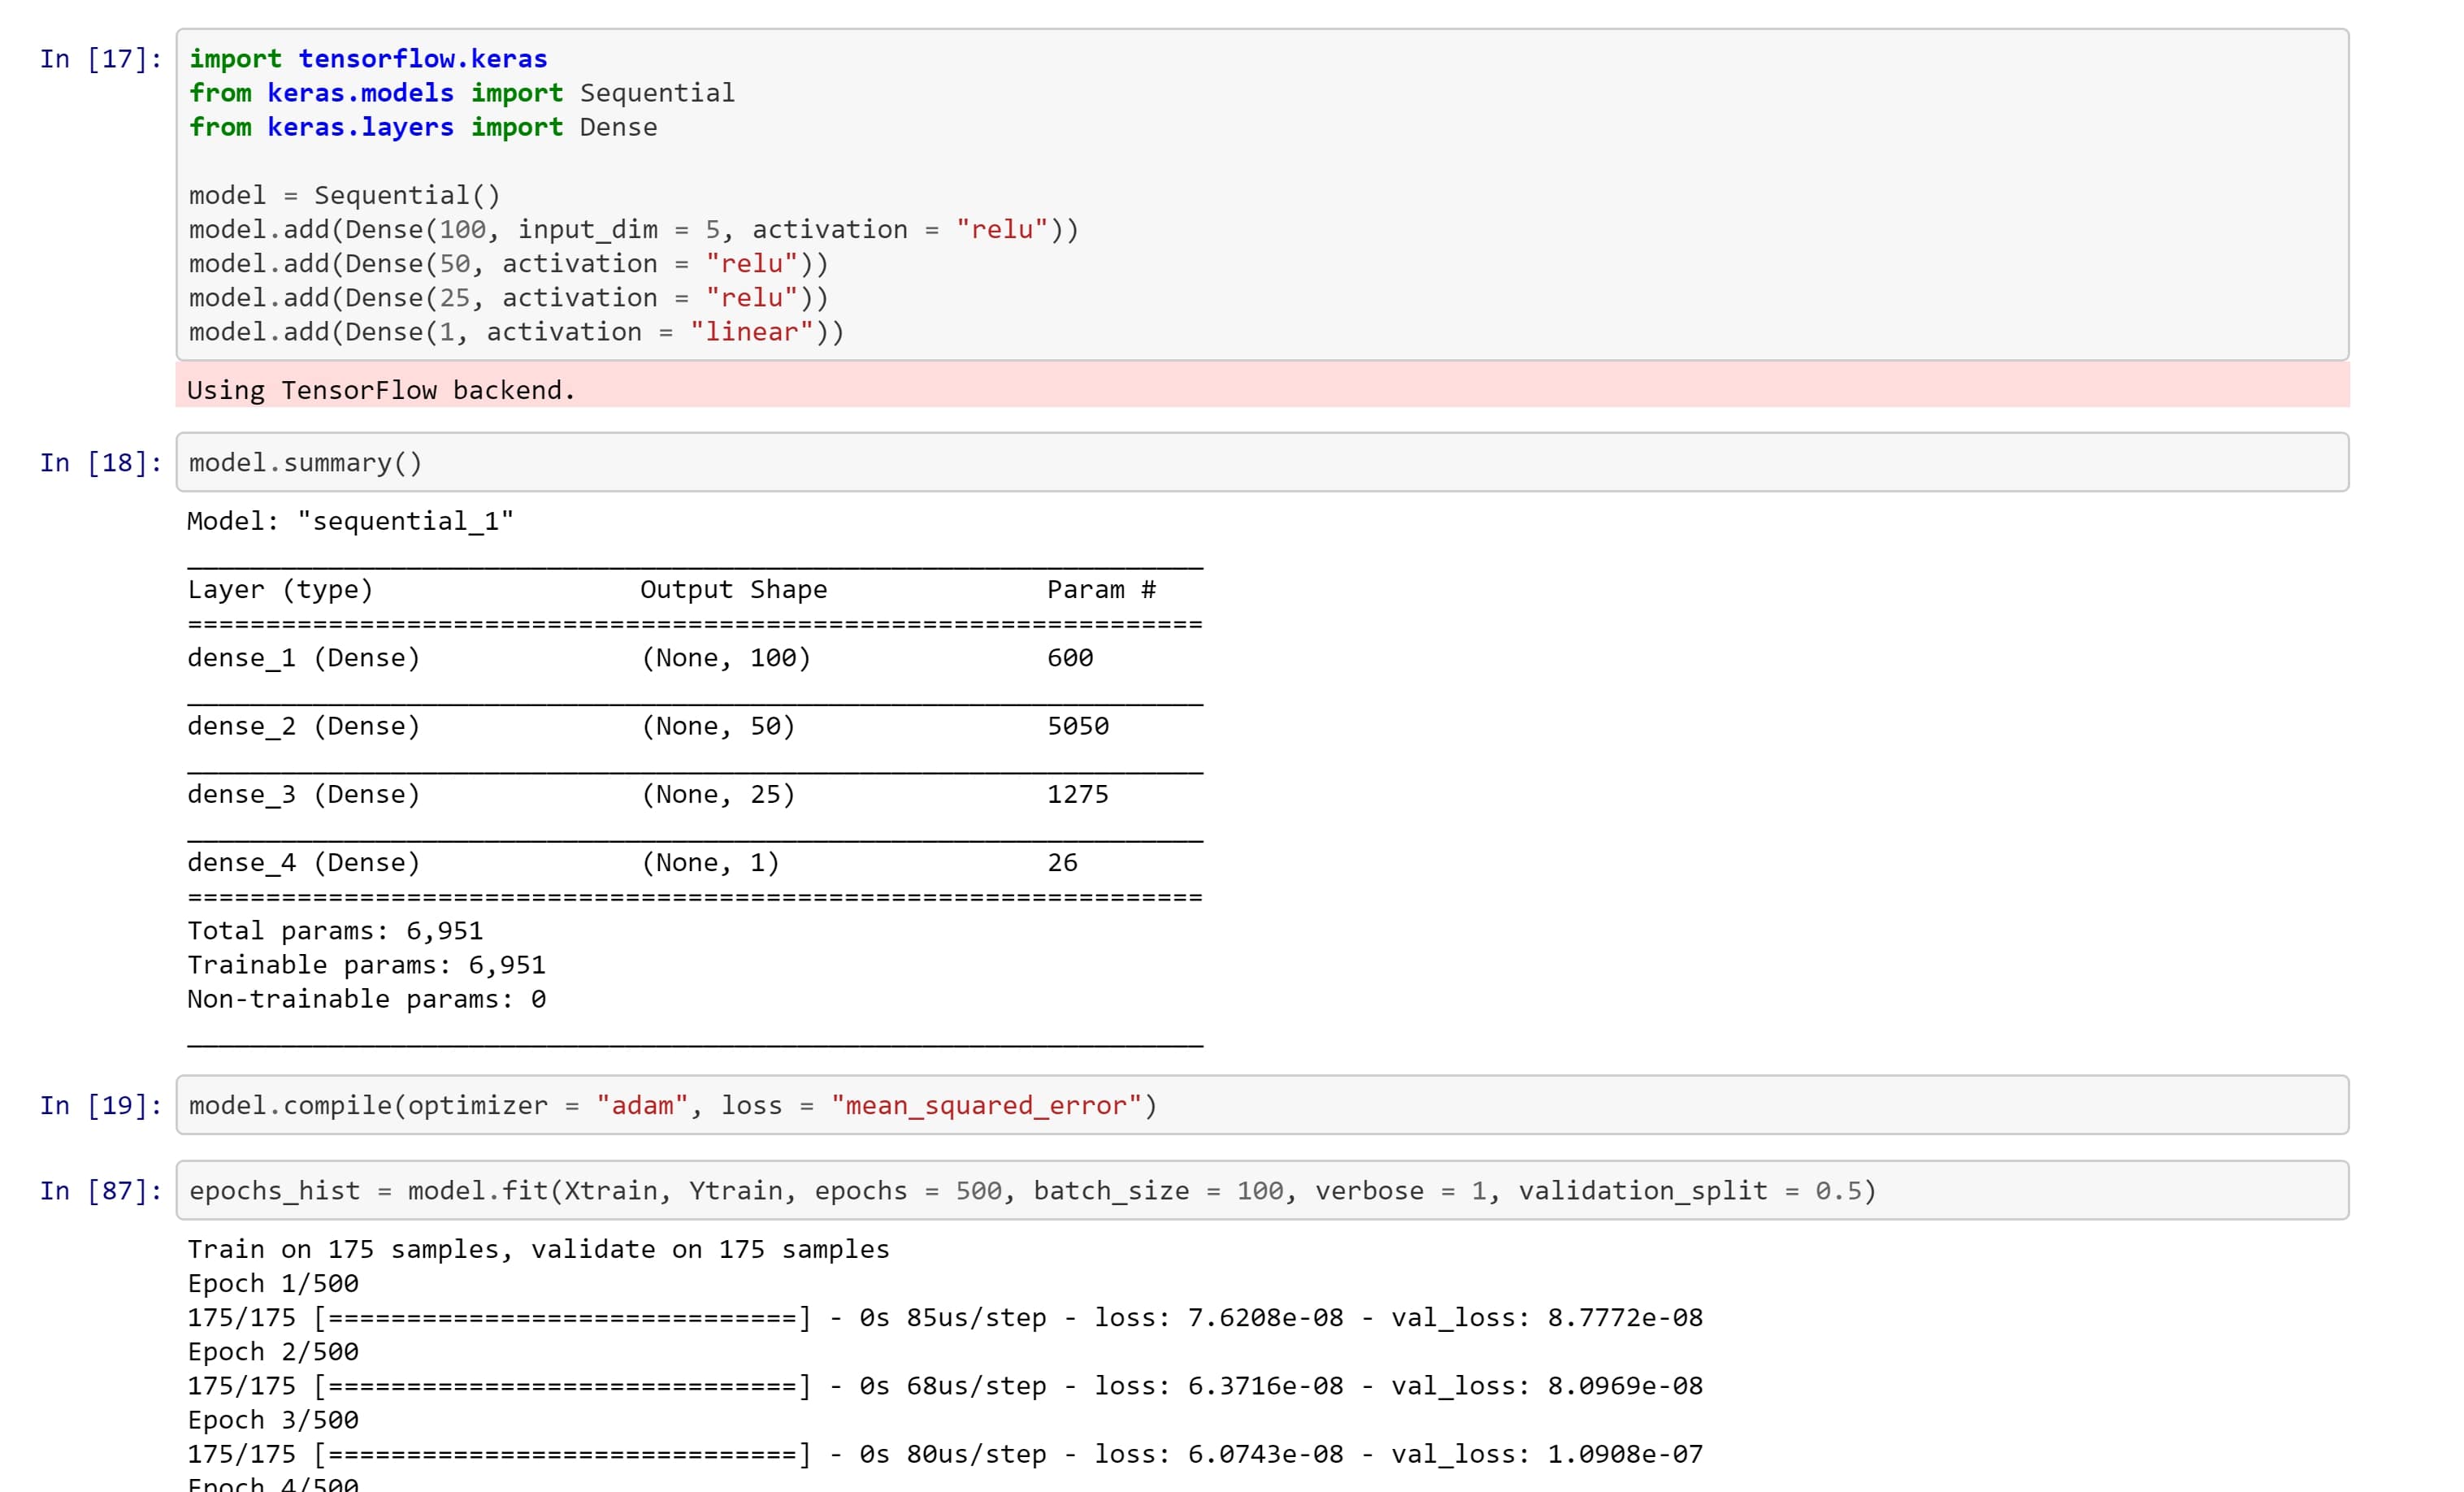 In [17]: import tensorflow.keras
from keras.models import Sequential
from keras.layers import Dense
model = Sequential()
model.add(Dense(100, input_dim = 5, activation = "relu"))
model.add(Dense(50, activation = "relu"))
model.add(Dense(25, activation = "relu"))
model.add(Dense(1, activation = "linear"))
Using TensorFlow backend.
In [18]: model.summary()
Model: "sequential_1"
_________________________________________________________________
Layer (type)                 Output Shape              Param #
=================================================================
dense_1 (Dense)              (None, 100)               600
_________________________________________________________________
dense_2 (Dense)              (None, 50)                5050
_________________________________________________________________
dense_3 (Dense)              (None, 25)                1275
_________________________________________________________________
dense_4 (Dense)              (None, 1)                 26
=================================================================
Total params: 6,951
Trainable params: 6,951
Non-trainable params: 0
_________________________________________________________________
In [19]: model.compile(optimizer = "adam", loss = "mean_squared_error")
In [87]: epochs_hist = model.fit(Xtrain, Ytrain, epochs = 500, batch_size = 100, verbose = 1, validation_split = 0.5)
Train on 175 samples, validate on 175 samples
Epoch 1/500
175/175 [==============================] - 0s 85us/step - loss: 7.6208e-08 - val_loss: 8.7772e-08
Epoch 2/500
175/175 [==============================] - 0s 68us/step - loss: 6.3716e-08 - val_loss: 8.0969e-08
Epoch 3/500
175/175 [==============================] - 0s 80us/step - loss: 6.0743e-08 - val_loss: 1.0908e-07
Epoch 4/500